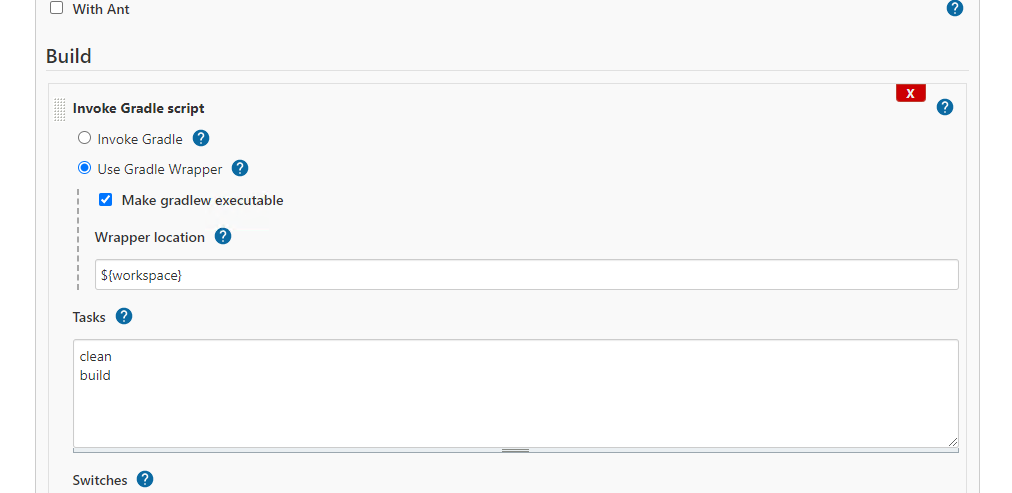 With Ant ?
Build
X
Invoke Gradle script ?
Invoke Gradle ?
Use Gradle Wrapper ?
Make gradlew executable
Wrapper location ?
${workspace}
Tasks ?
clean
build
Switches ?